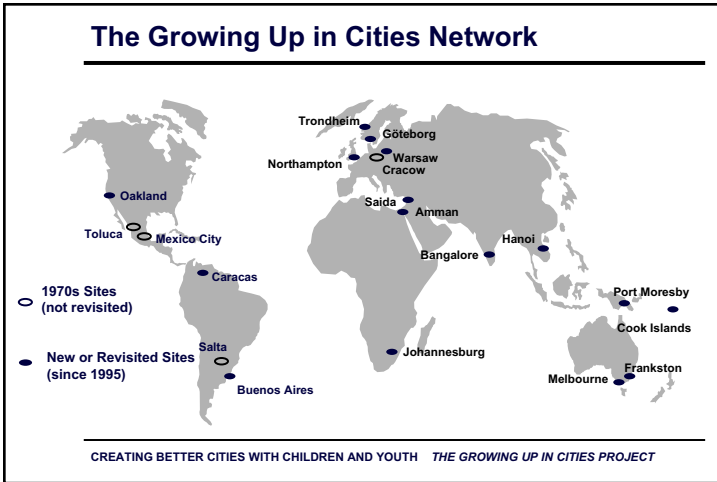 The Growing Up in Cities Network
Trondheim
Göteborg
Northampton
Warsaw
Cracow
Oakland
Saida
Amman
Toluca
Mexico City
Hanoi
Bangalore
Caracas
Port Moresby
1970s Sites
(not revisited)
Cook Islands
Salta
Johannesburg
New or Revisited Sites
(since 1995)
Frankston
Melbourne
Buenos Aires
CREATING BETTER CITIES WITH CHILDREN AND YOUTH THE GROWING UP IN CITIES PROJECT